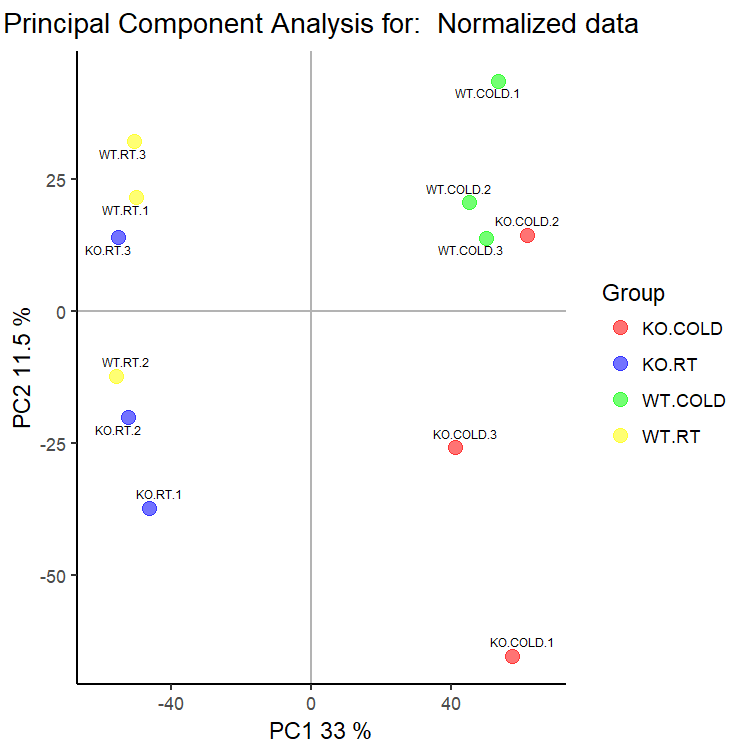 Principal Component Analysis for:  Normalized data
WT.COLD.1
WT.RT.3
25
WT.COLD.2
WT.RT.1
KO.COLD.2
KO.RT.3
WT.COLD.3
Group
0
KO.COLD
KO.RT
WT.RT.2
WT.COLD
PC2 11.5 %
KO.RT.2
KO.COLD.3
WT.RT
-25
KO.RT.1
-50
KO.COLD.1
-40
0
40
PC1 33 %